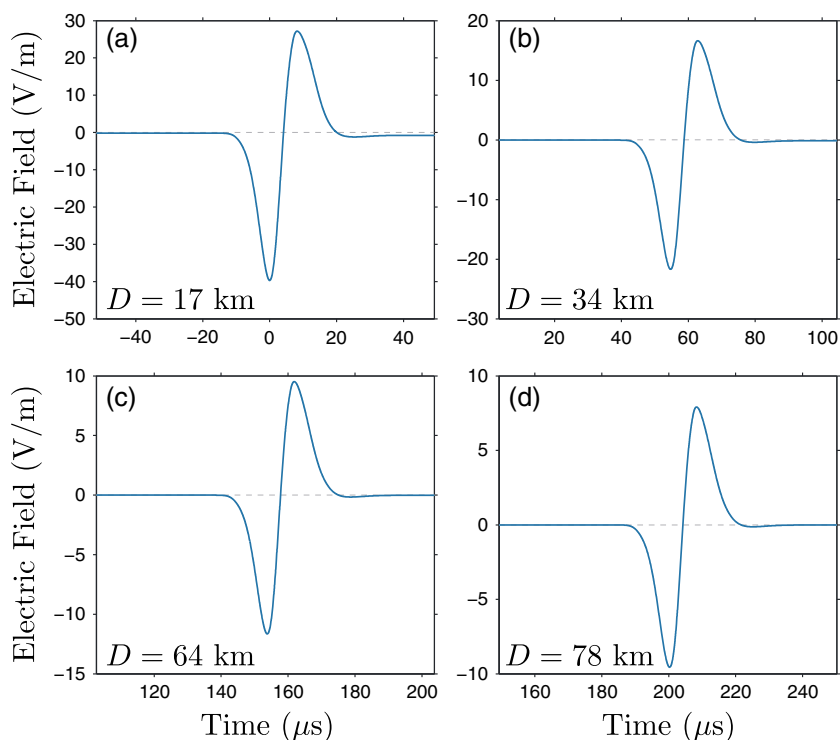 Electric Field (V/m)
(a)
30
20
10
0
−10
−20
−30
−40
−50
D = 17 km
−40 −20 0 20 40
(b)
20
10
0
−10
−20
−30
D = 34 km
20 40 60 80 100
Electric Field (V/m)
(c)
10
5
0
−5
−10
−15
D = 64 km
120 140 160 180 200
Time (μs)
(d)
10
5
0
−5
−10
D = 78 km
160 180 200 220 240
Time (μs)